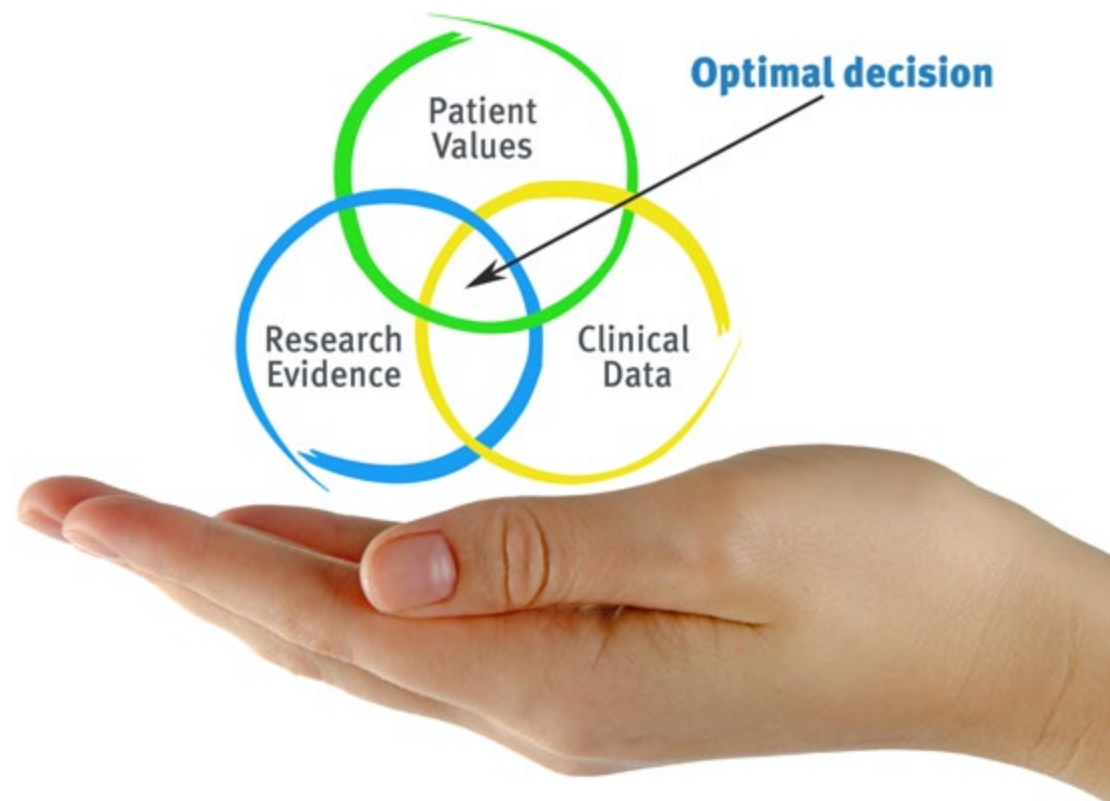 Optimal decision
Patient
Values
Research
Evidence
Clinical
Data